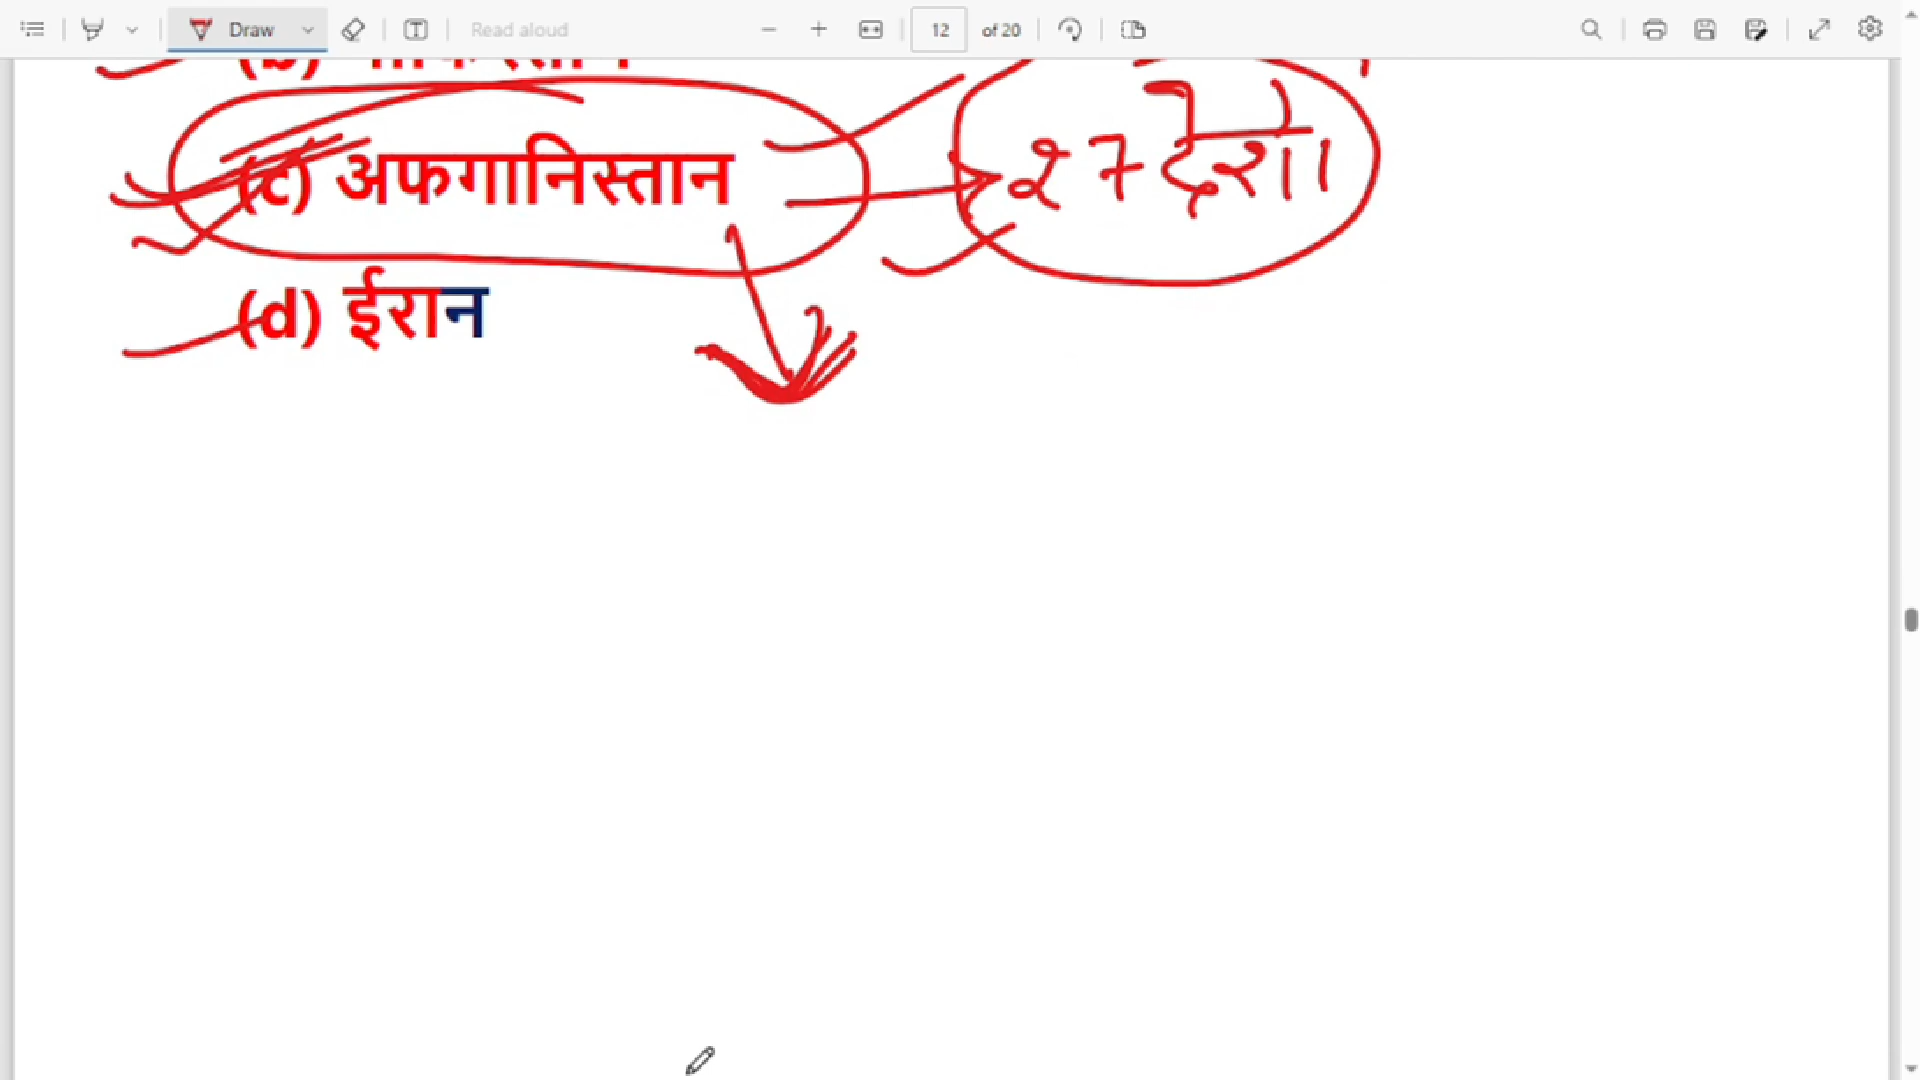 Draw Read aloud 12 of 20
(b) पाकिस्तान
(c) अफगानिस्तान
27 देशो
(d) ईरान